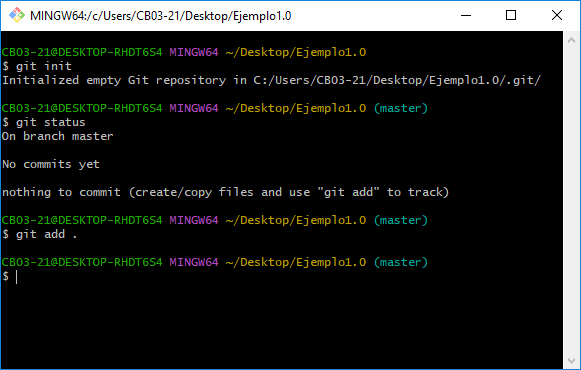 MINGW64:/c/Users/CB03-21/Desktop/Ejemplo1.0
CB03-21@DESKTOP-RHDT6S4 MINGW64 ~/Desktop/Ejemplo1.0
$ git init
Initialized empty Git repository in C:/Users/CB03-21/Desktop/Ejemplo1.0/.git/
CB03-21@DESKTOP-RHDT6S4 MINGW64 ~/Desktop/Ejemplo1.0 (master)
$ git status
On branch master
No commits yet
nothing to commit (create/copy files and use "git add" to track)
CB03-21@DESKTOP-RHDT6S4 MINGW64 ~/Desktop/Ejemplo1.0 (master)
$ git add .
CB03-21@DESKTOP-RHDT6S4 MINGW64 ~/Desktop/Ejemplo1.0 (master)
$